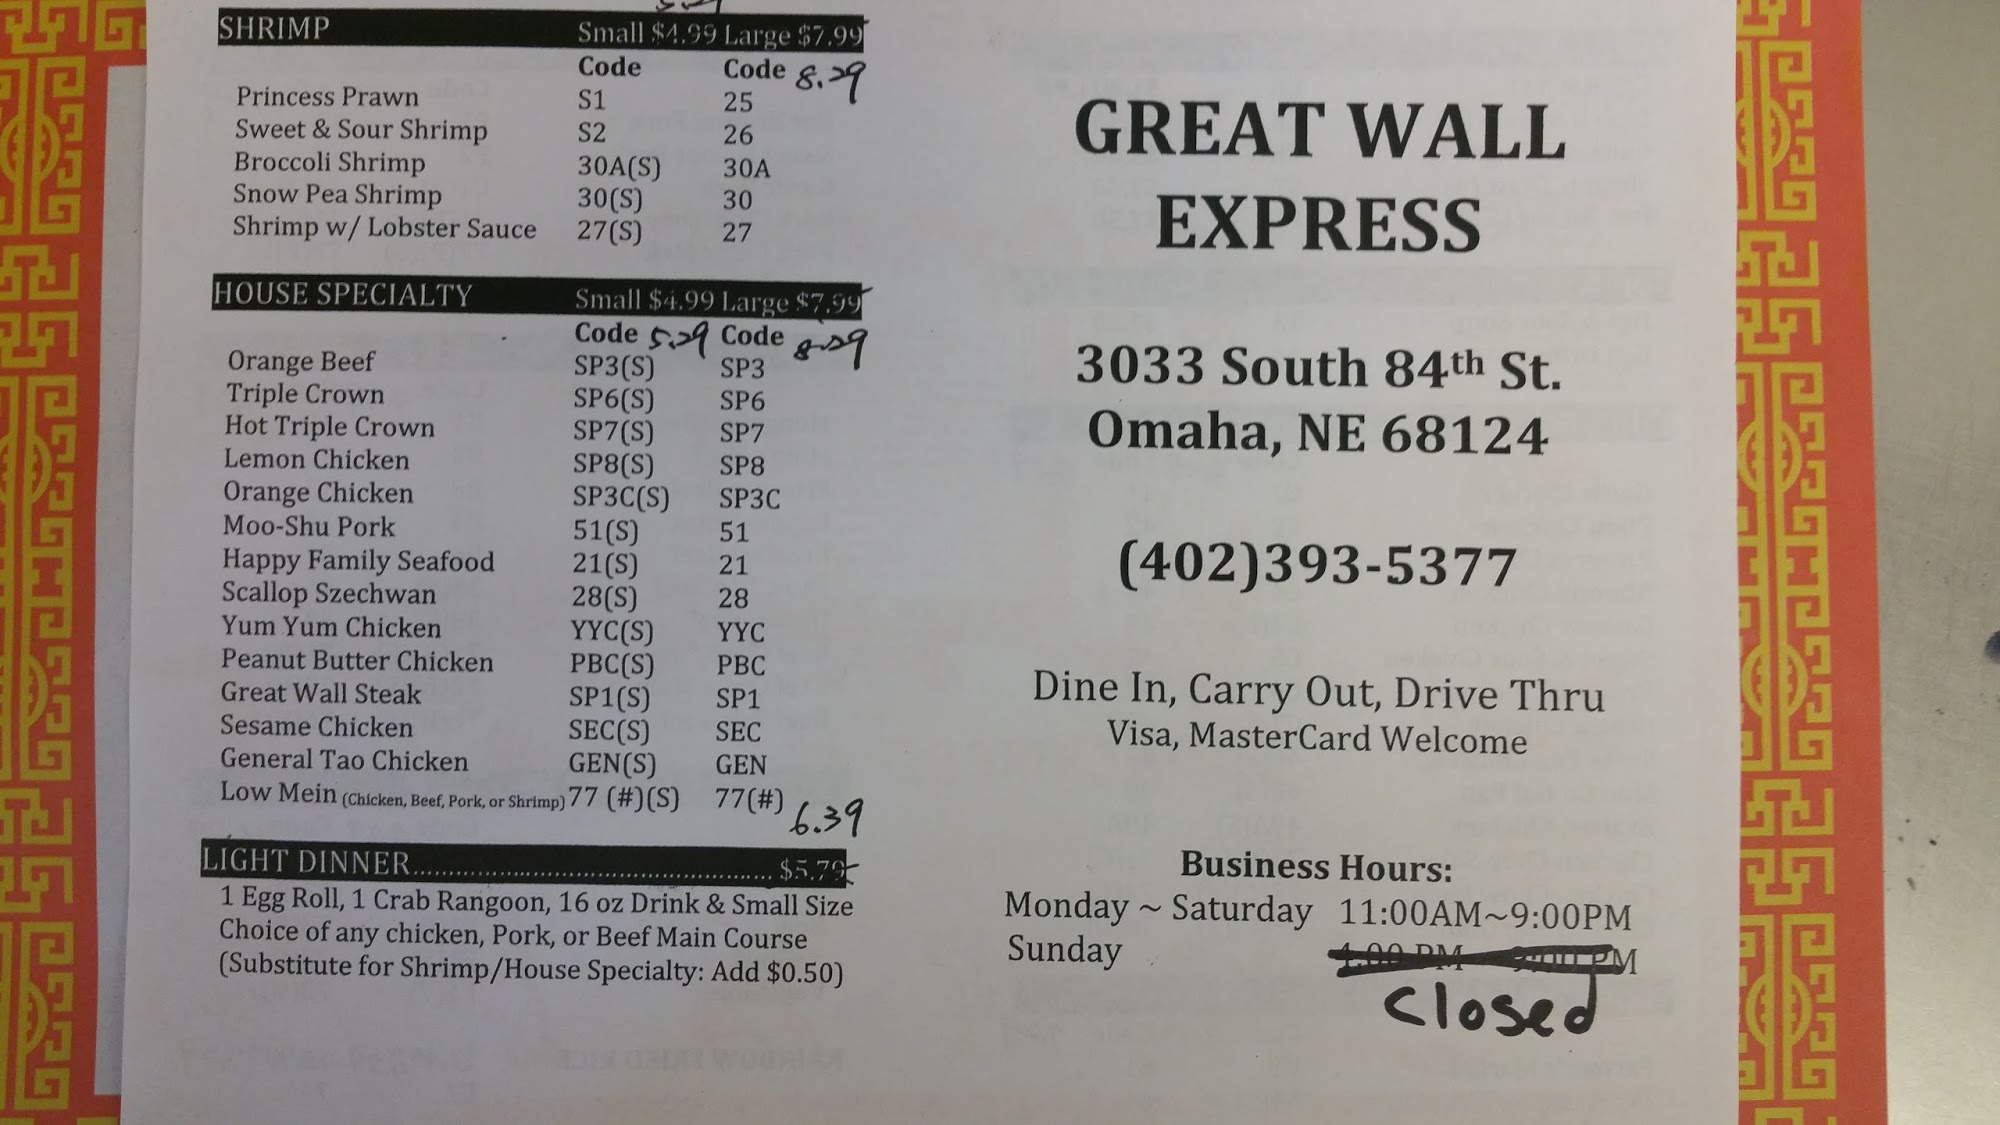 SHRIMP Small $4.99 Large $7.99
Code Code 8.29
Princess Prawn S1 25
Sweet & Sour Shrimp S2 26
Broccoli Shrimp 30A(S) 30A
Snow Pea Shrimp 30(S) 30
Shrimp w/ Lobster Sauce 27(S) 27
HOUSE SPECIALTY Small $4.99 Large $7.99
Code 5.29 Code 8.29
Orange Beef SP3(S) SP3
Triple Crown SP6(S) SP6
Hot Triple Crown SP7(S) SP7
Lemon Chicken SP8(S) SP8
Orange Chicken SP3C(S) SP3C
Moo-Shu Pork 51(S) 51
Happy Family Seafood 21(S) 21
Scallop Szechwan 28(S) 28
Yum Yum Chicken YYC(S) YYC
Peanut Butter Chicken PBC(S) PBC
Great Wall Steak SP1(S) SP1
Sesame Chicken SEC(S) SEC
General Tao Chicken GEN(S) GEN
Low Mein (Chicken, Beef, Pork, or Shrimp) 77 (#)(S) 77(#)
6.39
LIGHT DINNER.................................................... $5.79
1 Egg Roll, 1 Crab Rangoon, 16 oz Drink & Small Size
Choice of any chicken, Pork, or Beef Main Course
(Substitute for Shrimp/House Specialty: Add $0.50)
GREAT WALL
EXPRESS
3033 South 84th St.
Omaha, NE 68124
(402)393-5377
Dine In, Carry Out, Drive Thru
Visa, MasterCard Welcome
Business Hours:
Monday ~ Saturday 11:00AM~9:00PM
Sunday
closed